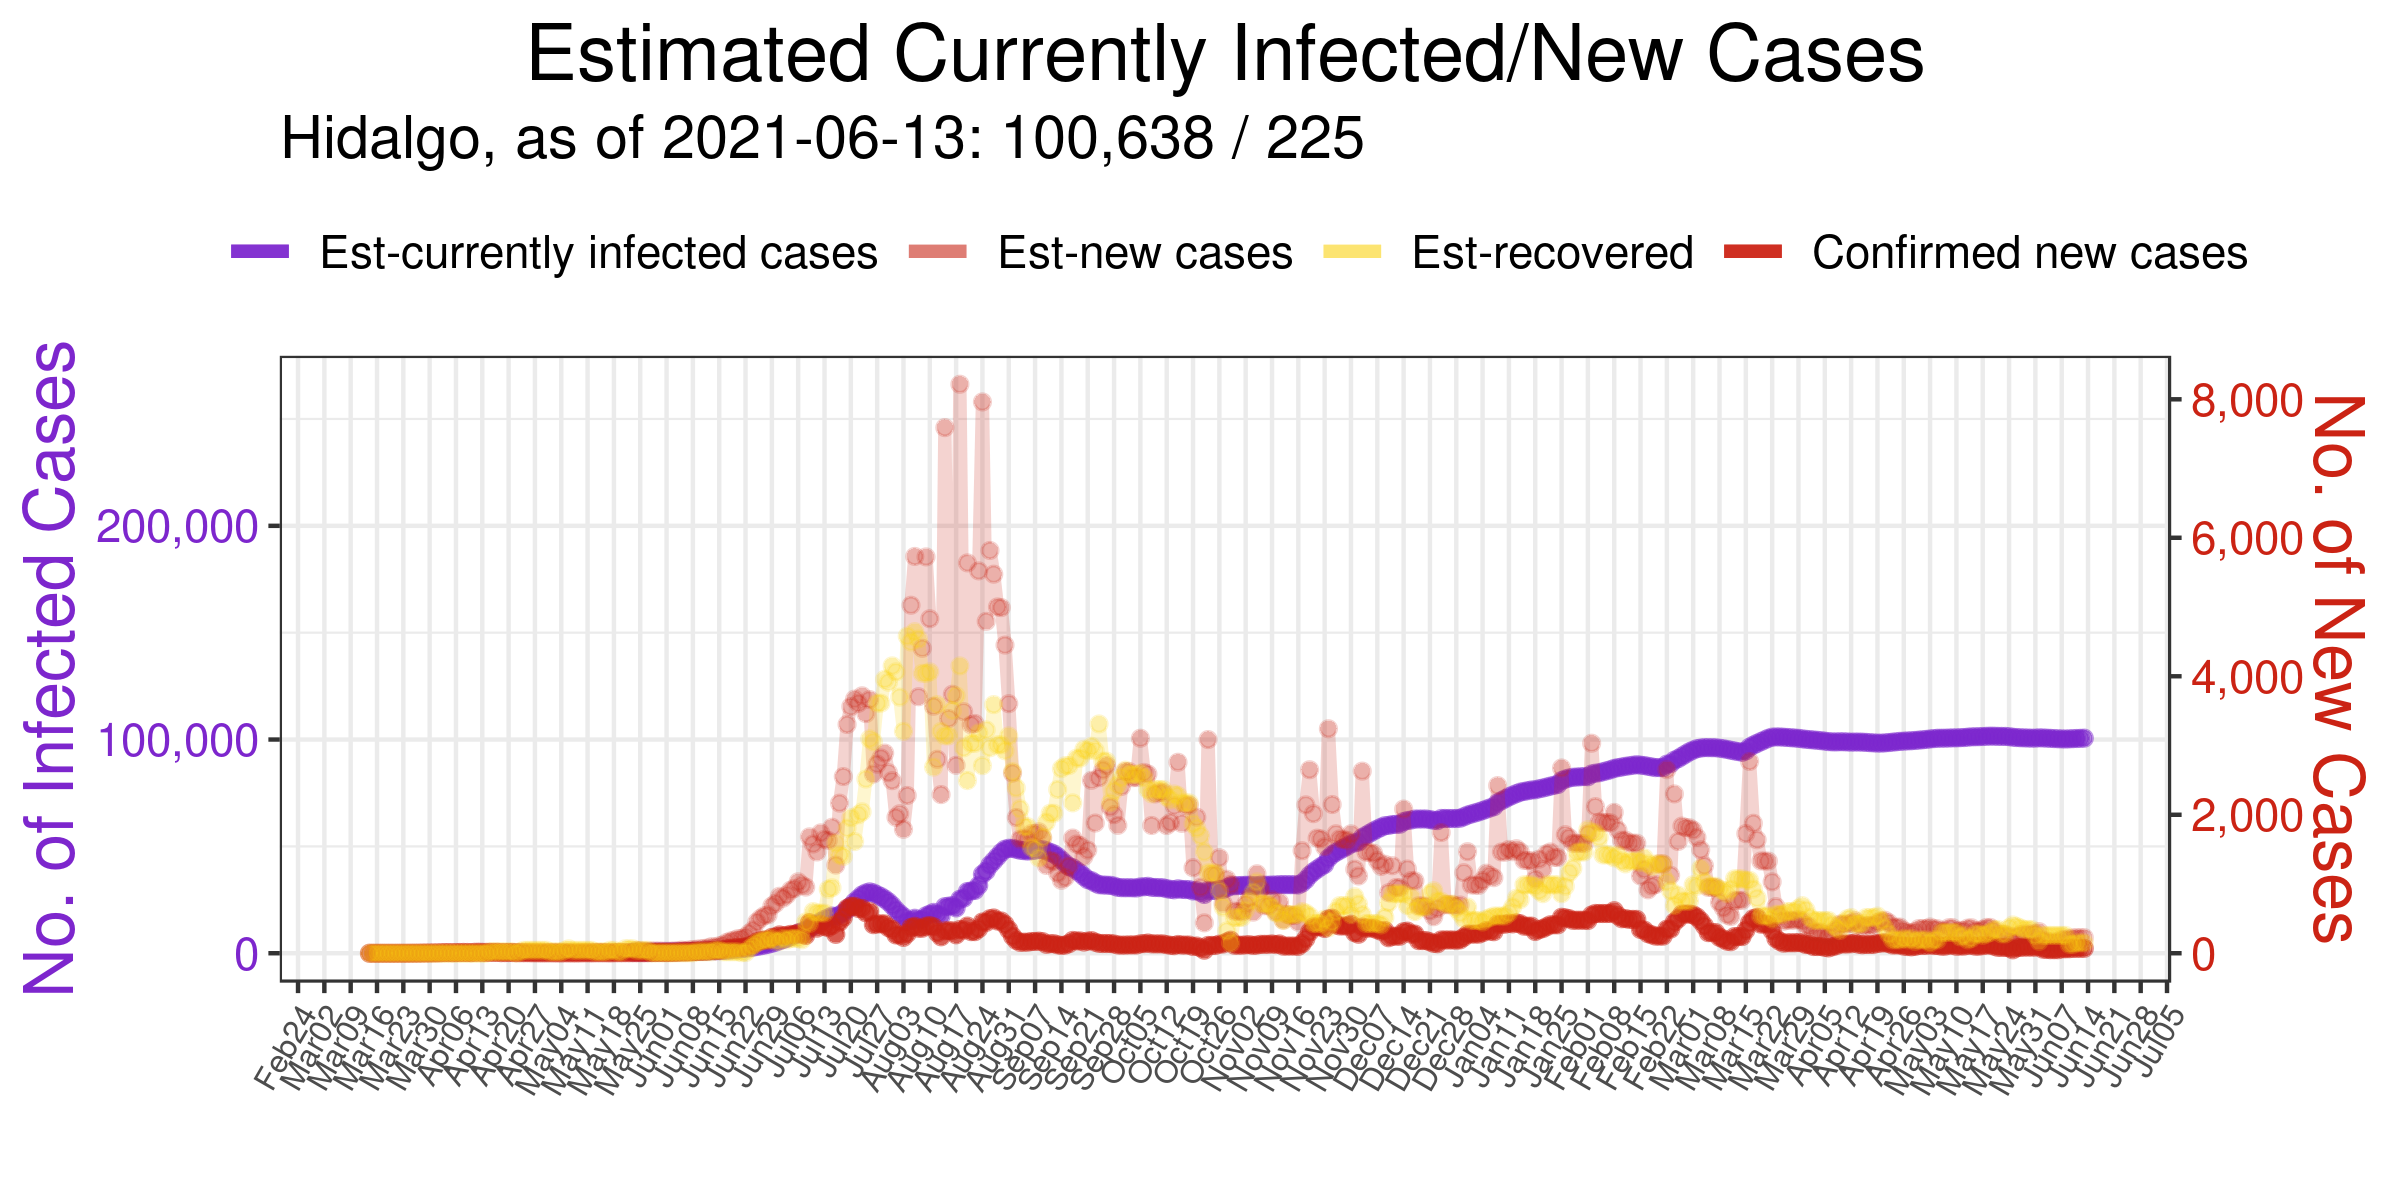 Estimated Currently Infected/New Cases
Hidalgo, as of 2021-06-13: 100,638 / 225
Est-currently infected cases Est-new cases Est-recovered Confirmed new cases
No. of Infected Cases
200,000
100,000
0
8,000
6,000
4,000
2,000
0
No. of New Cases
Feb24 Mar02 Mar09 Mar16 Mar23 Mar30 Apr06 Apr13 Apr20 Apr27 May04 May11 May18 May25 Jun01 Jun08 Jun15 Jun22 Jun29 Jul06 Jul13 Jul20 Jul27 Aug03 Aug10 Aug17 Aug24 Aug31 Sep07 Sep14 Sep21 Sep28 Oct05 Oct12 Oct19 Oct26 Nov02 Nov09 Nov16 Nov23 Nov30 Dec07 Dec14 Dec21 Dec28 Jan04 Jan11 Jan18 Jan25 Feb01 Feb08 Feb15 Feb22 Mar01 Mar08 Mar15 Mar22 Mar29 Apr05 Apr12 Apr19 Apr26 May03 May10 May17 May24 May31 Jun07 Jun14 Jun21 Jun28 Jul05